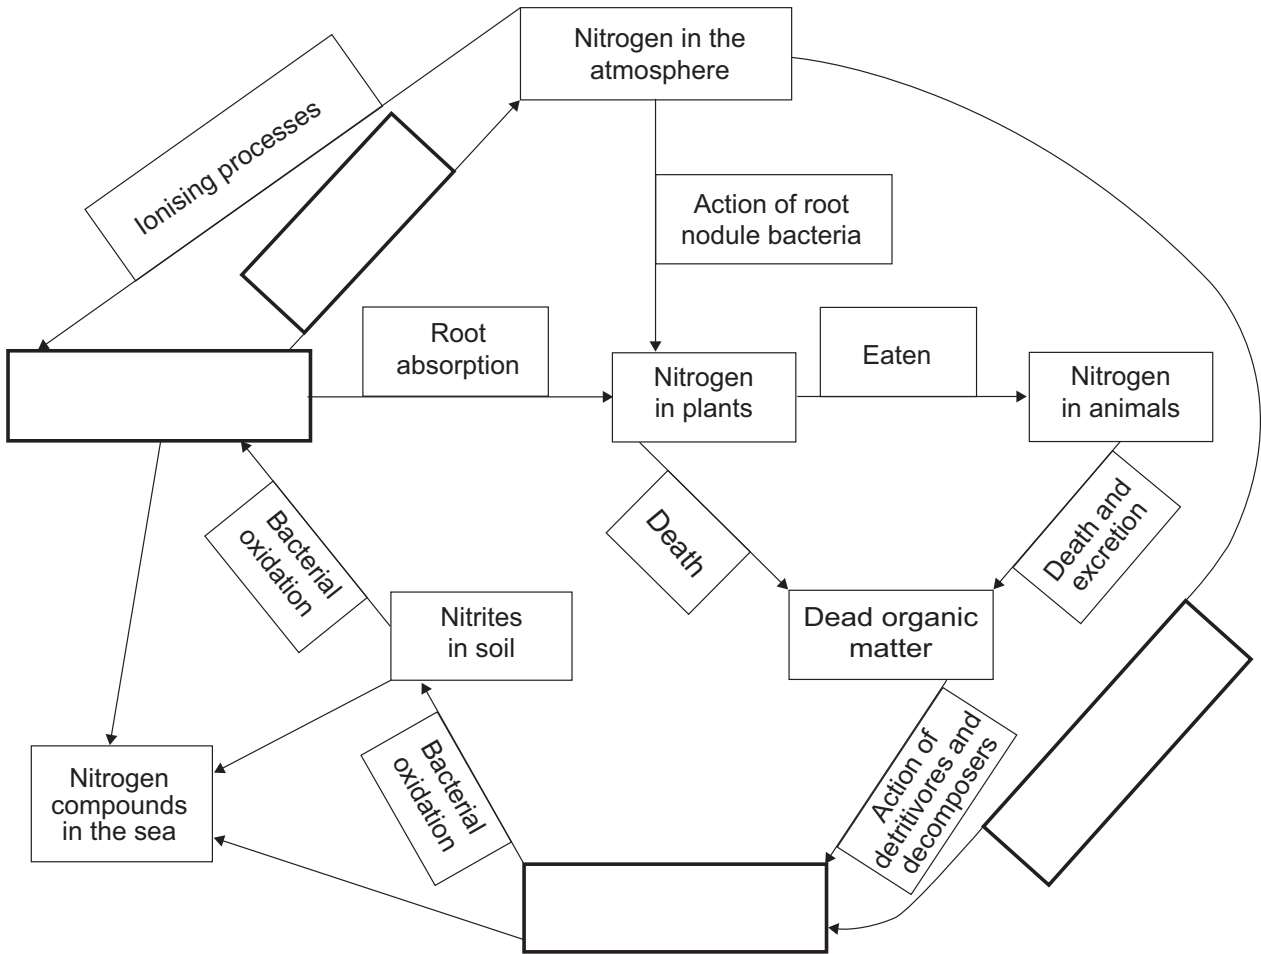 Nitrogen in the
atmosphere
Ionising processes
Action of root
nodule bacteria
Root
absorption
Eaten
Nitrogen
in plants
Nitrogen
in animals
Bacterial
oxidation
Death
Death and
excretion
Nitrites
in soil
Dead organic
matter
Nitrogen
compounds
in the sea
Bacterial
oxidation
Action of
detritivores and
decomposers